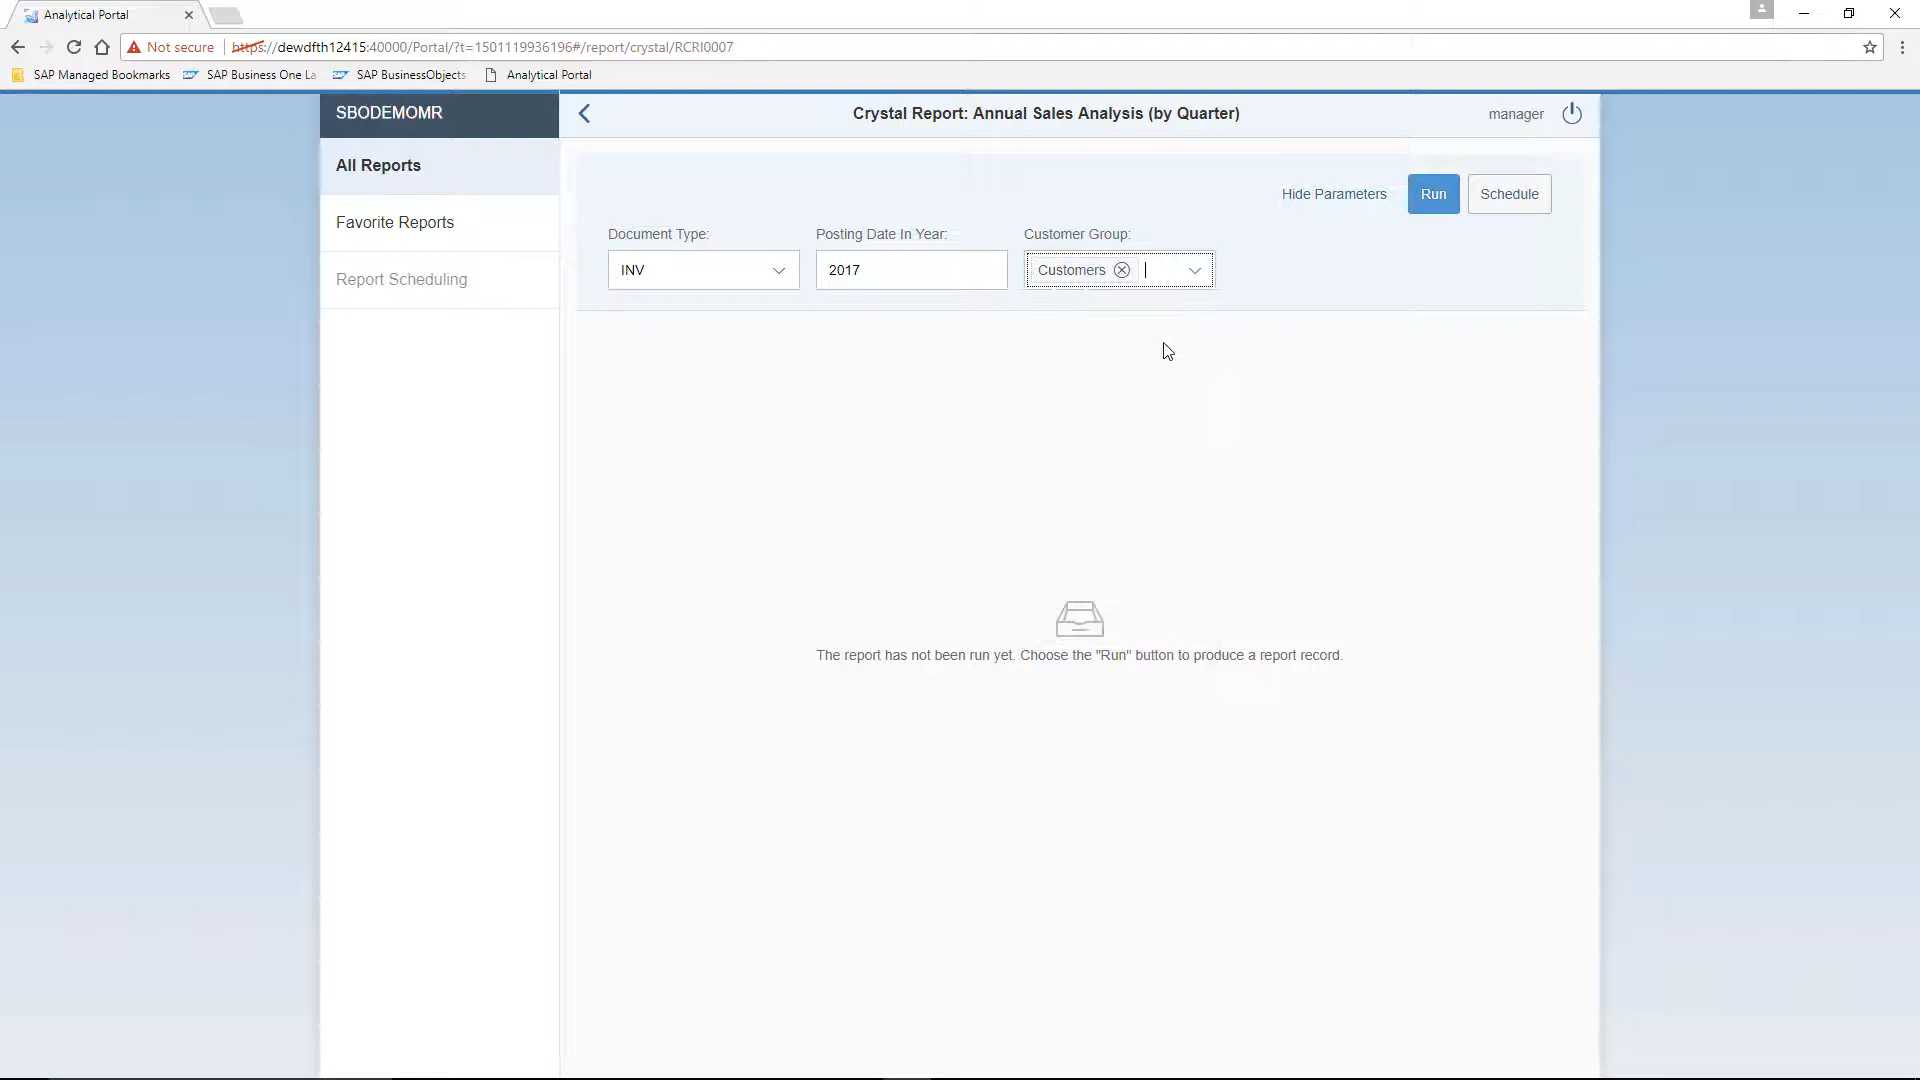 Analytical Portal
Not secure https://dewdfth12415:40000/Portal/?t=1501119936196#/report/crystal/RCRI0007
SAP Managed Bookmarks SAP Business One La SAP BusinessObjects Analytical Portal
SBODEMOMR
Crystal Report: Annual Sales Analysis (by Quarter)
manager
All Reports
Favorite Reports
Report Scheduling
Hide Parameters Run Schedule
Document Type: Posting Date In Year: Customer Group:
INV 2017 Customers
The report has not been run yet. Choose the "Run" button to produce a report record.